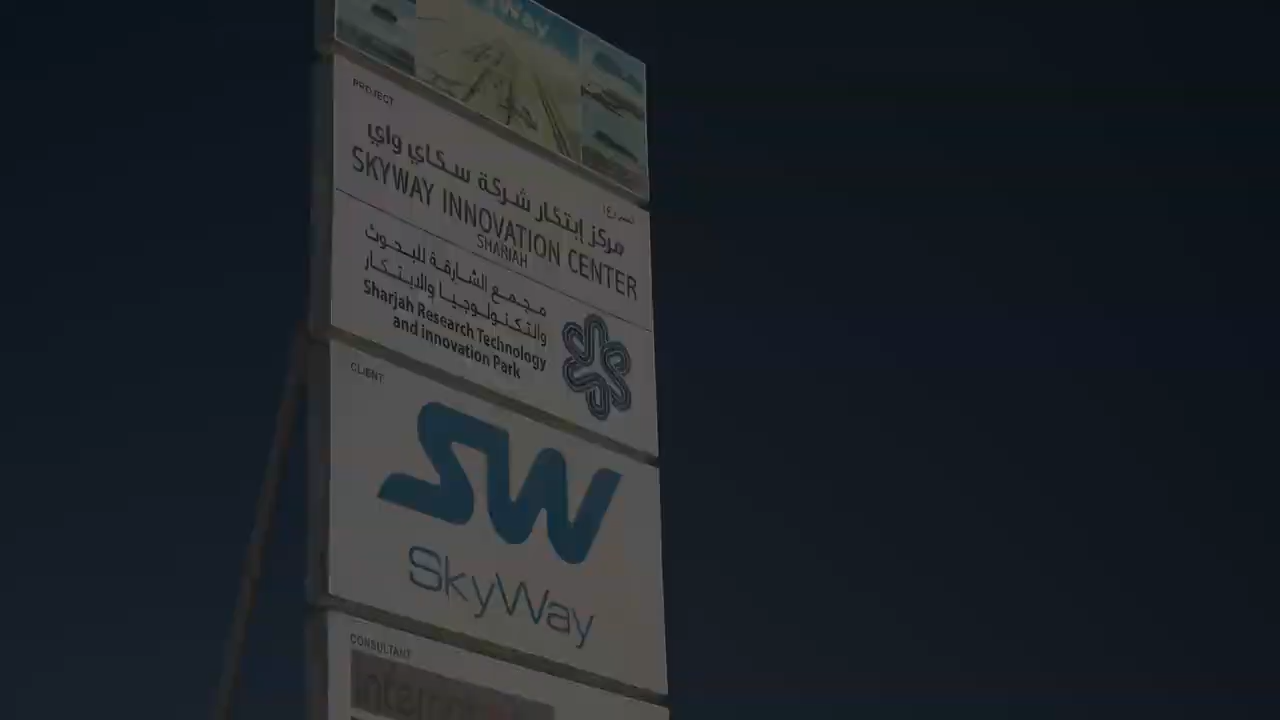 PROJECT
مركز إبتكار شركة سكاي واي
SKYWAY INNOVATION CENTER
SHARJAH
مجمع الشارقة للبحوث
والتكنولوجيا والابتكار
Sharjah Research Technology
and innovation Park
CLIENT
SW
SkyWay
CONSULTANT